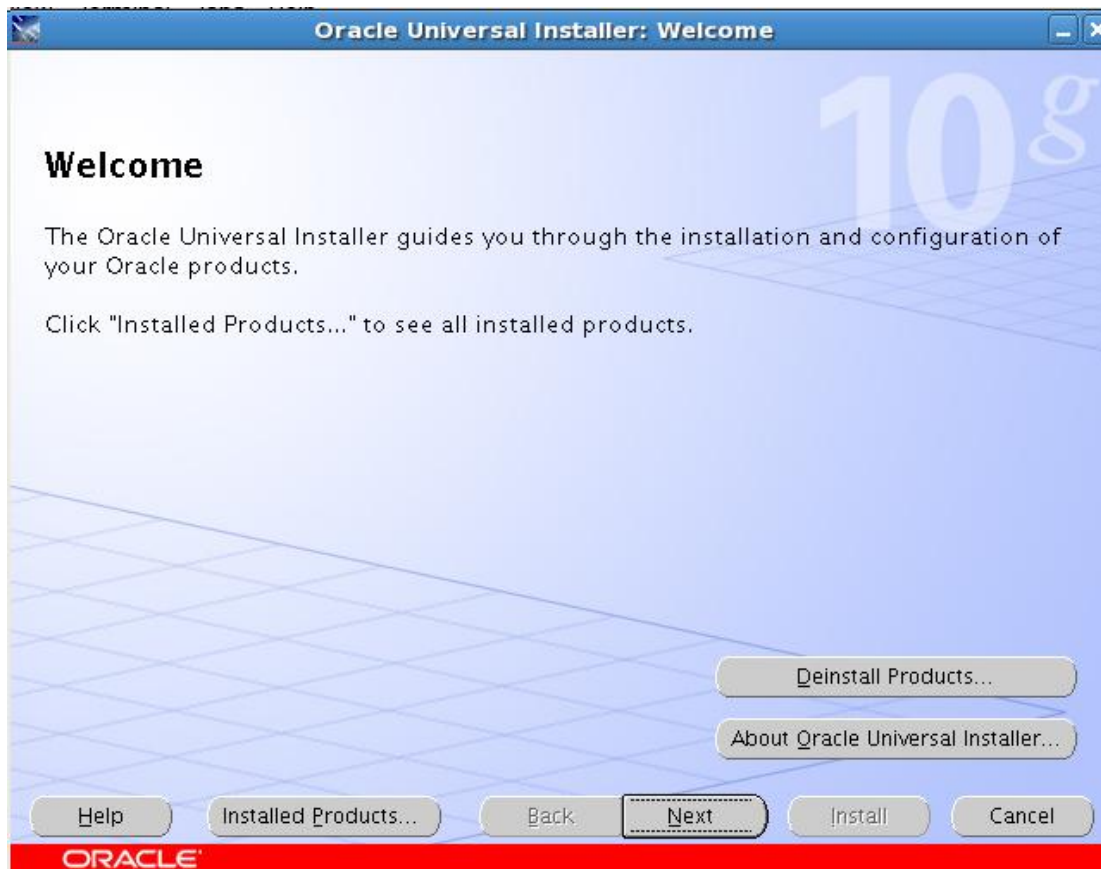 Oracle Universal Installer: Welcome
10g
Welcome
The Oracle Universal Installer guides you through the installation and configuration of
your Oracle products.
Click "Installed Products..." to see all installed products.
Deinstall Products...
About Oracle Universal Installer...
Help
Installed Products...
Back
Next
Install
Cancel
ORACLE